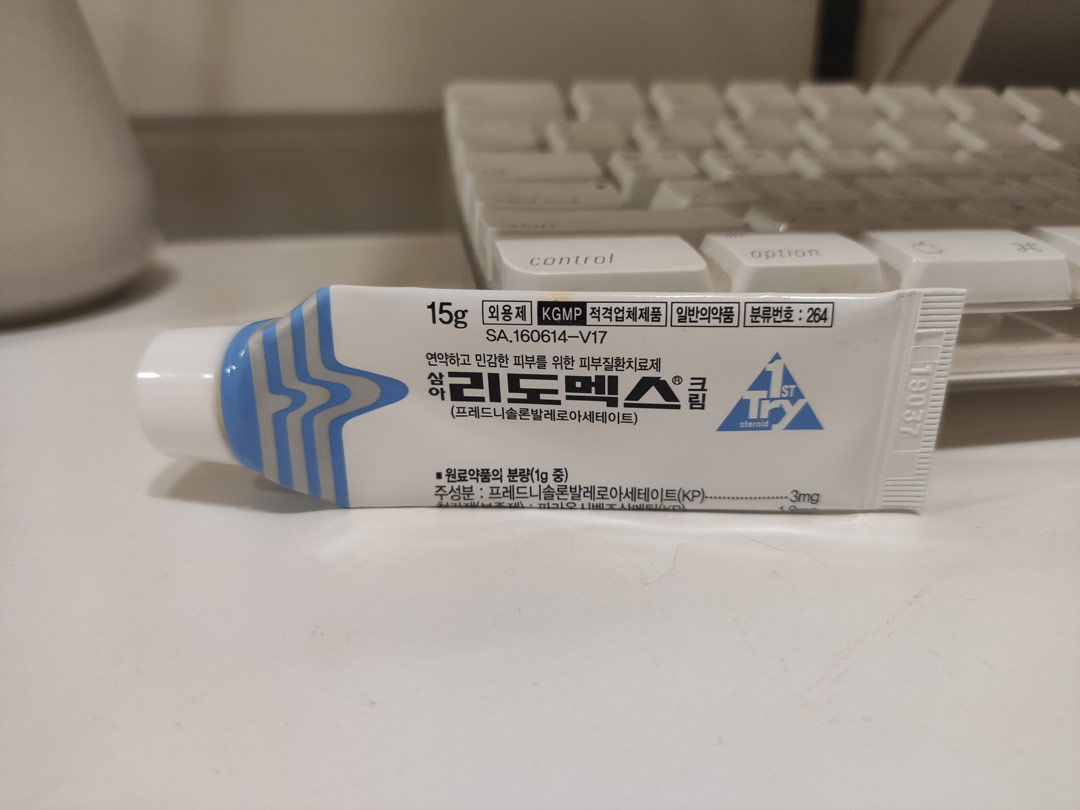 control
option
⌘
15g 외용제 KGMP 적격업체제품 일반의약품 분류번호 : 264
SA.160614-V17
연약하고 민감한 피부를 위한 피부질환치료제
삼아 리도멕스® 크림
(프레드니솔론발레로아세테이트)
1ST
Try
steroid
19037
■ 원료약품의 분량(1g 중)
주성분 : 프레드니솔론발레로아세테이트(KP)..................3mg